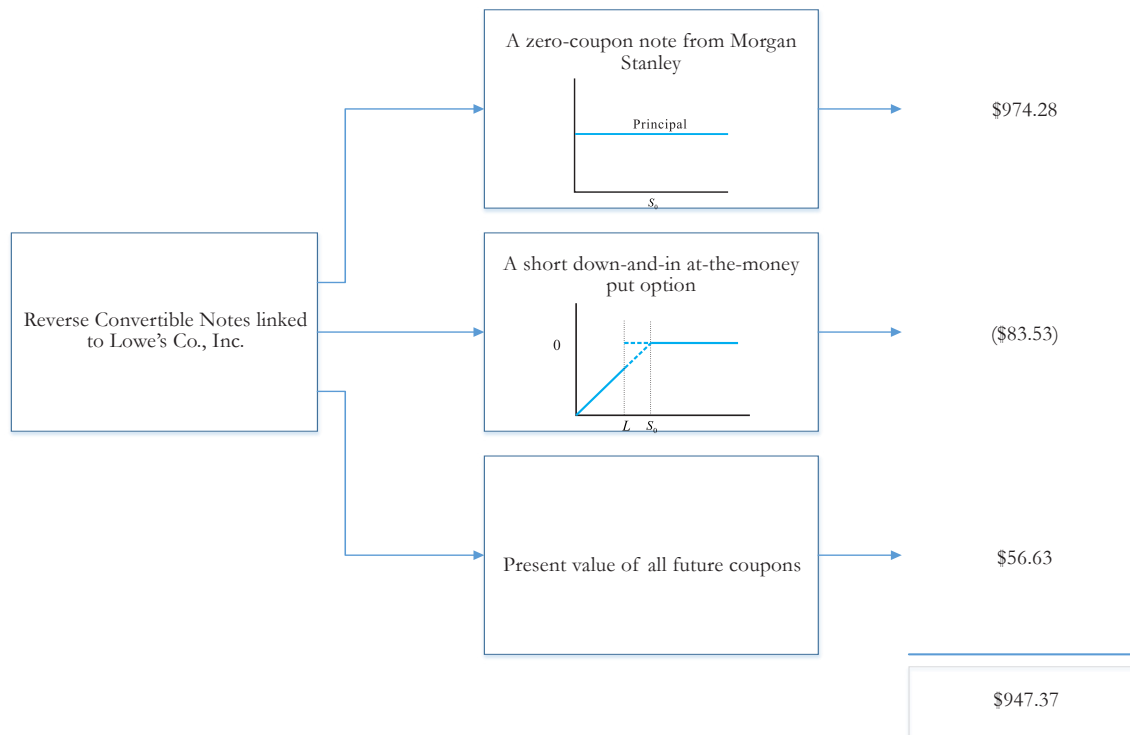 A zero-coupon note from Morgan
Stanley
Principal
S₀
$974.28
Reverse Convertible Notes linked
to Lowe’s Co., Inc.
A short down-and-in at-the-money
put option
0
L S₀
($83.53)
Present value of all future coupons
$56.63
$947.37